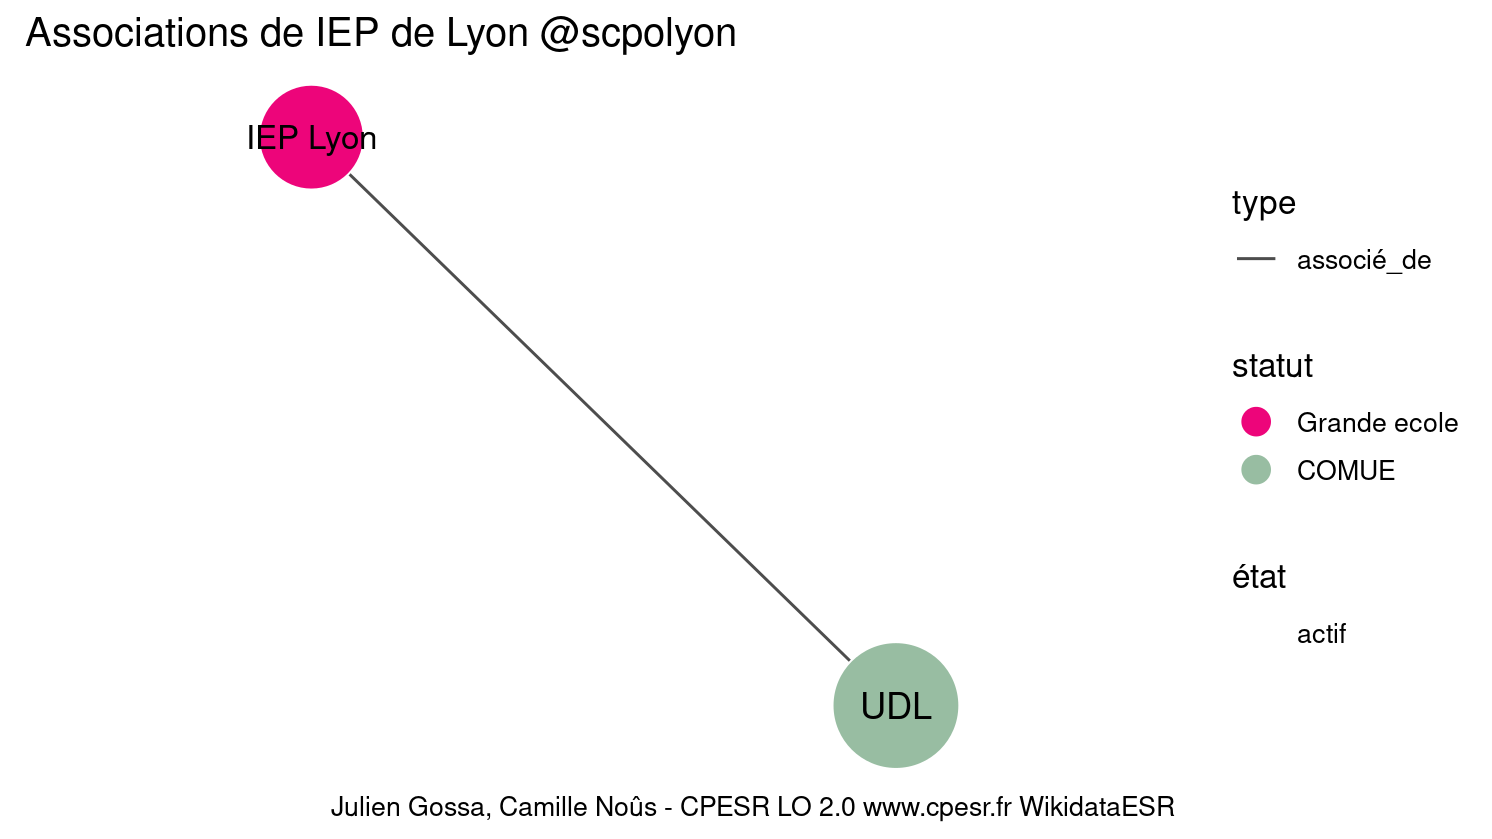 Associations de IEP de Lyon @scpolyon
IEP Lyon
UDL
type
associé_de
statut
Grande ecole
COMUE
état
actif
Julien Gossa, Camille Noûs - CPESR LO 2.0 www.cpesr.fr WikidataESR